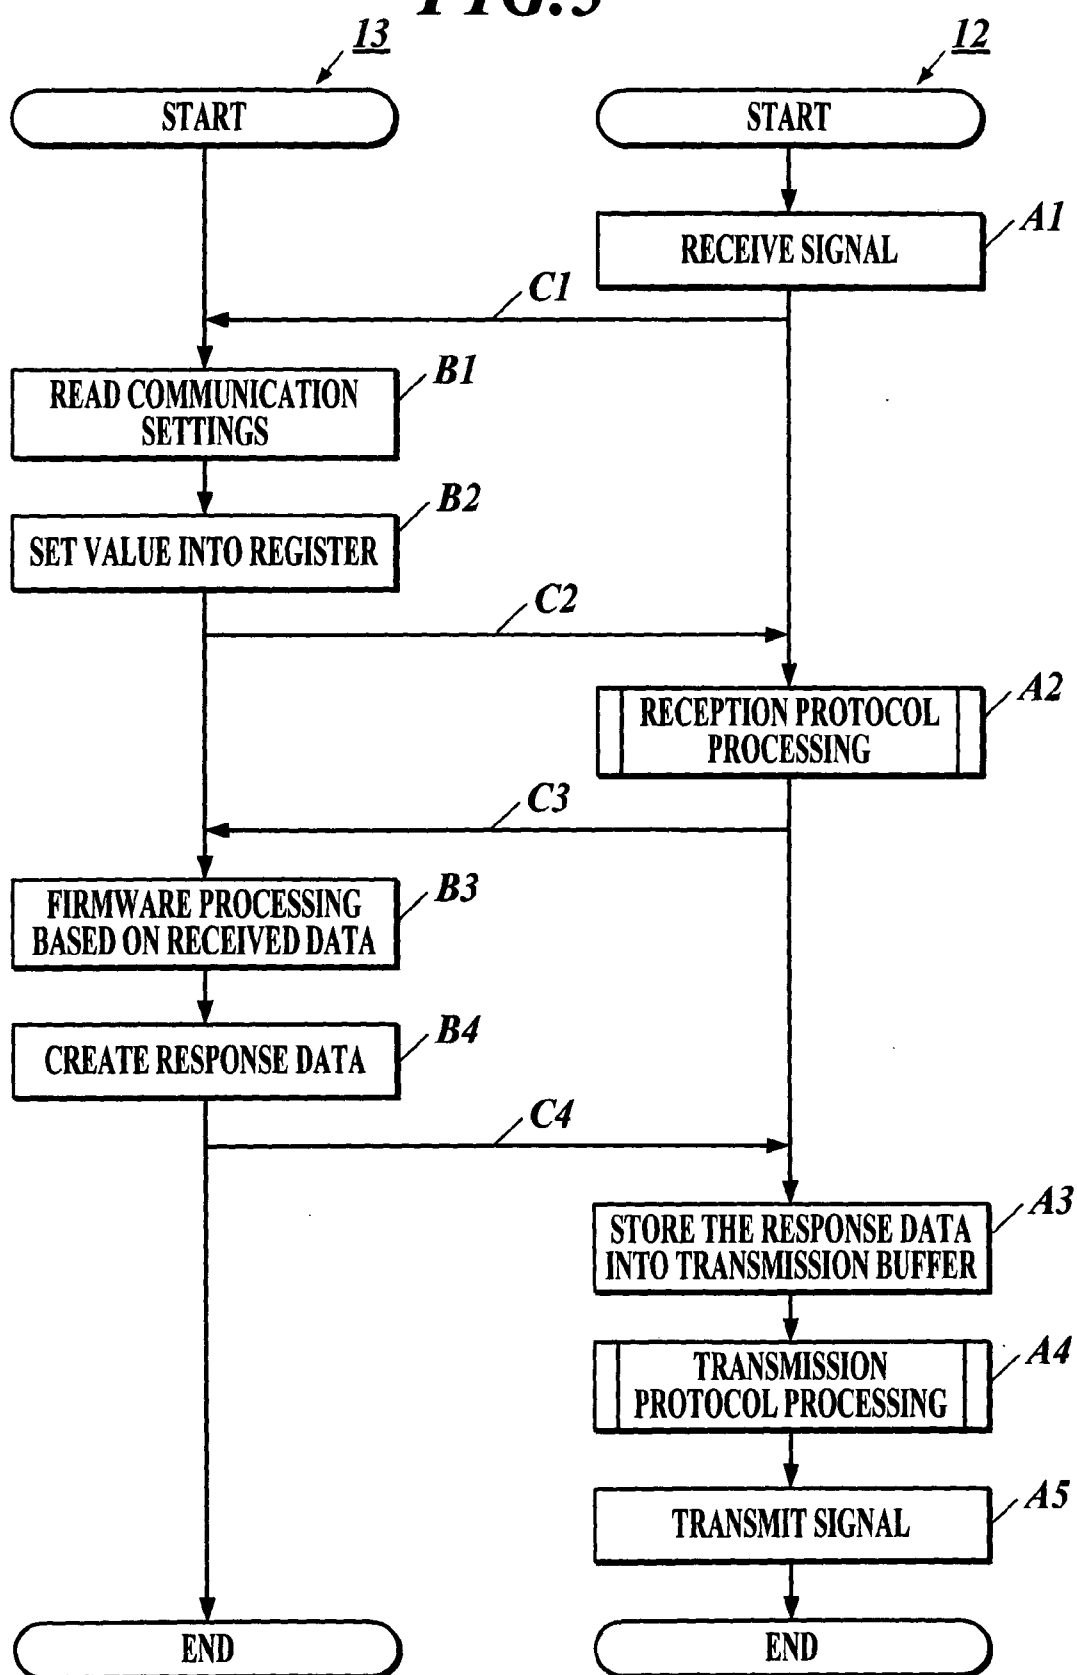 FIG.3
13
12
START
START
A1
RECEIVE SIGNAL
C1
B1
READ COMMUNICATION
SETTINGS
B2
SET VALUE INTO REGISTER
C2
A2
RECEPTION PROTOCOL
PROCESSING
C3
B3
FIRMWARE PROCESSING
BASED ON RECEIVED DATA
B4
CREATE RESPONSE DATA
C4
A3
STORE THE RESPONSE DATA
INTO TRANSMISSION BUFFER
A4
TRANSMISSION
PROTOCOL PROCESSING
A5
TRANSMIT SIGNAL
END
END